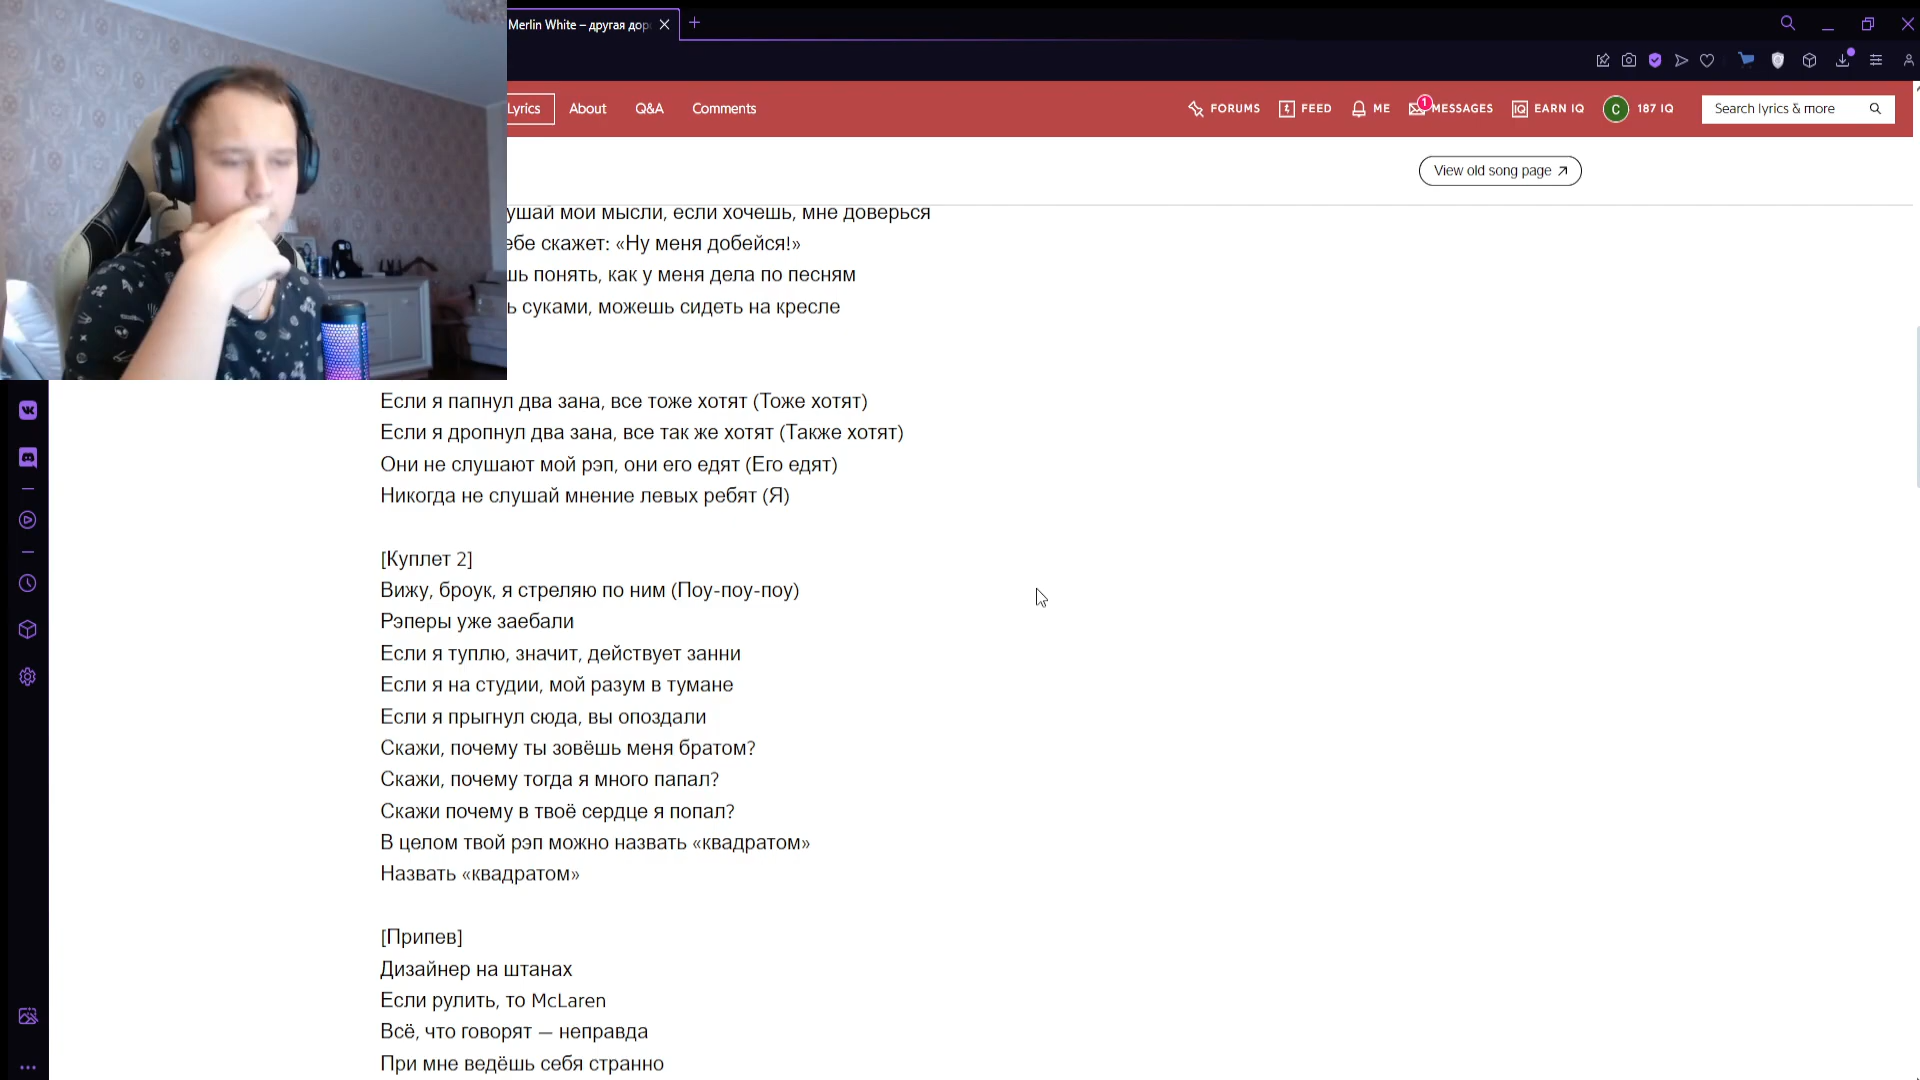 Merlin White – другая дор
Lyrics
About
Q&A
Comments
FORUMS
FEED
ME
1
MESSAGES
IQ
EARN IQ
C
187 IQ
Search lyrics & more
View old song page
ушай мои мысли, если хочешь, мне доверься
ебе скажет: «Ну меня добейся!»
шь понять, как у меня дела по песням
ь суками, можешь сидеть на кресле
Если я папнул два зана, все тоже хотят (Тоже хотят)
Если я дропнул два зана, все так же хотят (Также хотят)
Они не слушают мой рэп, они его едят (Его едят)
Никогда не слушай мнение левых ребят (Я)
[Куплет 2]
Вижу, броук, я стреляю по ним (Поу-поу-поу)
Рэперы уже заебали
Если я туплю, значит, действует занни
Если я на студии, мой разум в тумане
Если я прыгнул сюда, вы опоздали
Скажи, почему ты зовёшь меня братом?
Скажи, почему тогда я много папал?
Скажи почему в твоё сердце я попал?
В целом твой рэп можно назвать «квадратом»
Назвать «квадратом»
[Припев]
Дизайнер на штанах
Если рулить, то McLaren
Всё, что говорят — неправда
При мне ведёшь себя странно